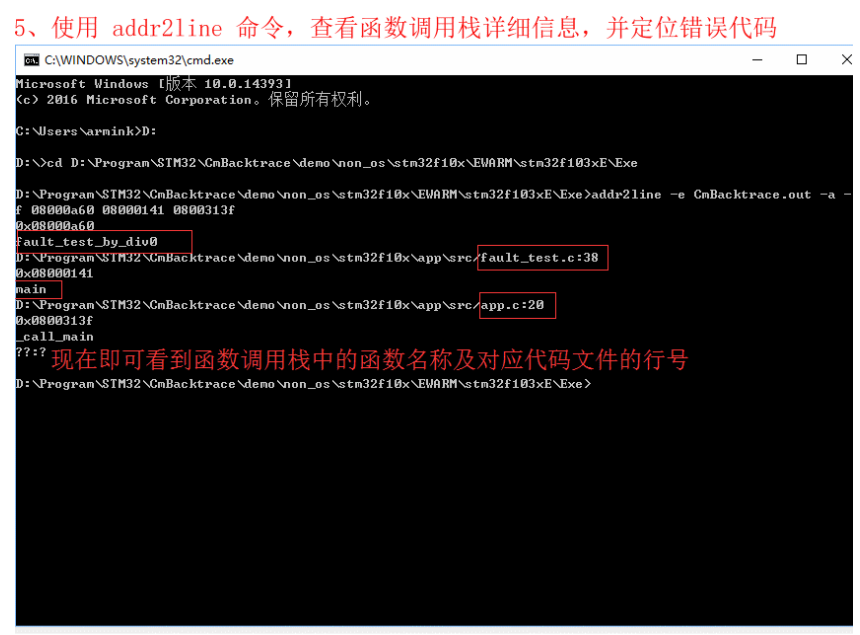 5、使用 addr2line 命令，查看函数调用栈详细信息，并定位错误代码
C:\WINDOWS\system32\cmd.exe
Microsoft Windows [版本 10.0.14393]
(c) 2016 Microsoft Corporation。保留所有权利。
C:\Users\armink>D:
D:\>cd D:\Program\STM32\CmBacktrace\demo\non_os\stm32f10x\EWARM\stm32f103xE\Exe
D:\Program\STM32\CmBacktrace\demo\non_os\stm32f10x\EWARM\stm32f103xE\Exe>addr2line -e CmBacktrace.out -a -
f 08000a60 08000141 0800313f
0x08000a60
fault_test_by_div0
D:\Program\STM32\CmBacktrace\demo\non_os\stm32f10x\app\src/fault_test.c:38
0x08000141
main
D:\Program\STM32\CmBacktrace\demo\non_os\stm32f10x\app\src/app.c:20
0x0800313f
_call_main
??:?
现在即可看到函数调用栈中的函数名称及对应代码文件的行号
D:\Program\STM32\CmBacktrace\demo\non_os\stm32f10x\EWARM\stm32f103xE\Exe>